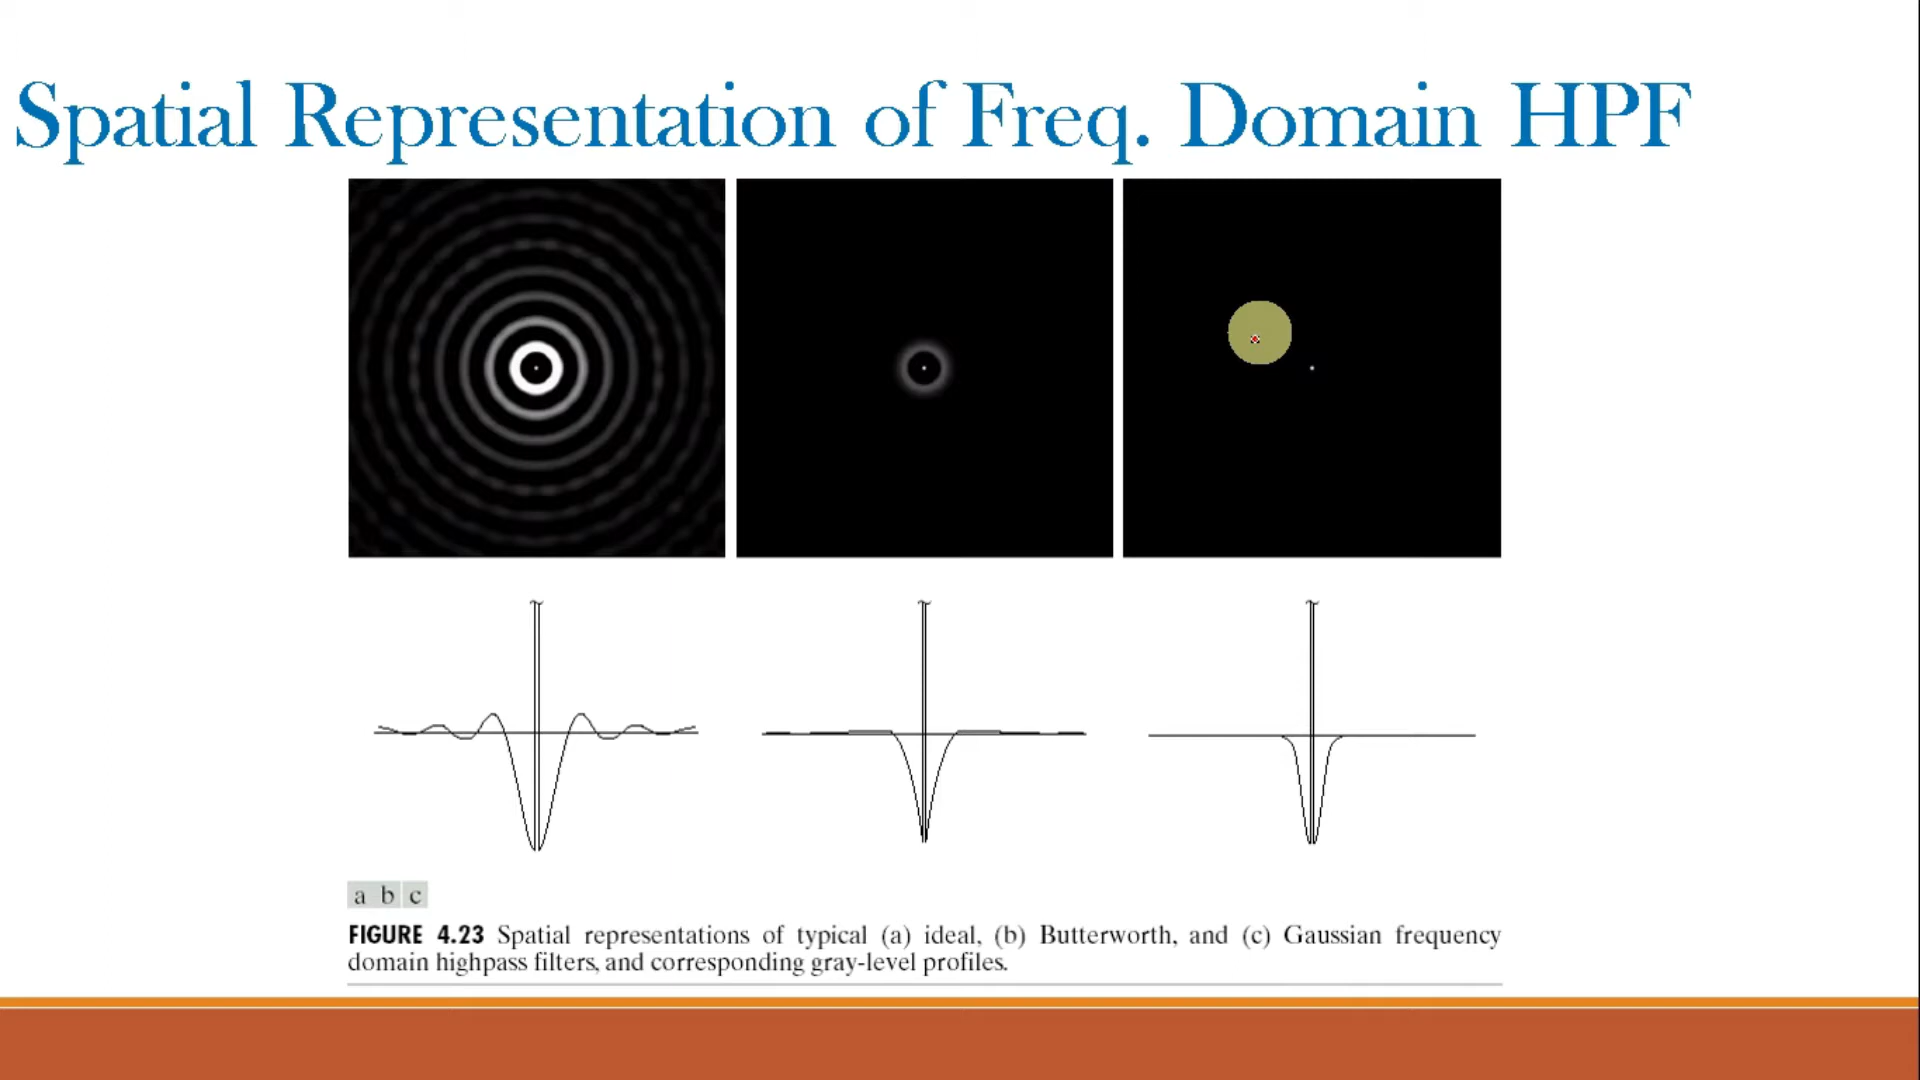 Spatial Representation of Freq. Domain HPF
a b c
FIGURE 4.23 Spatial representations of typical (a) ideal, (b) Butterworth, and (c) Gaussian frequency
domain highpass filters, and corresponding gray-level profiles.